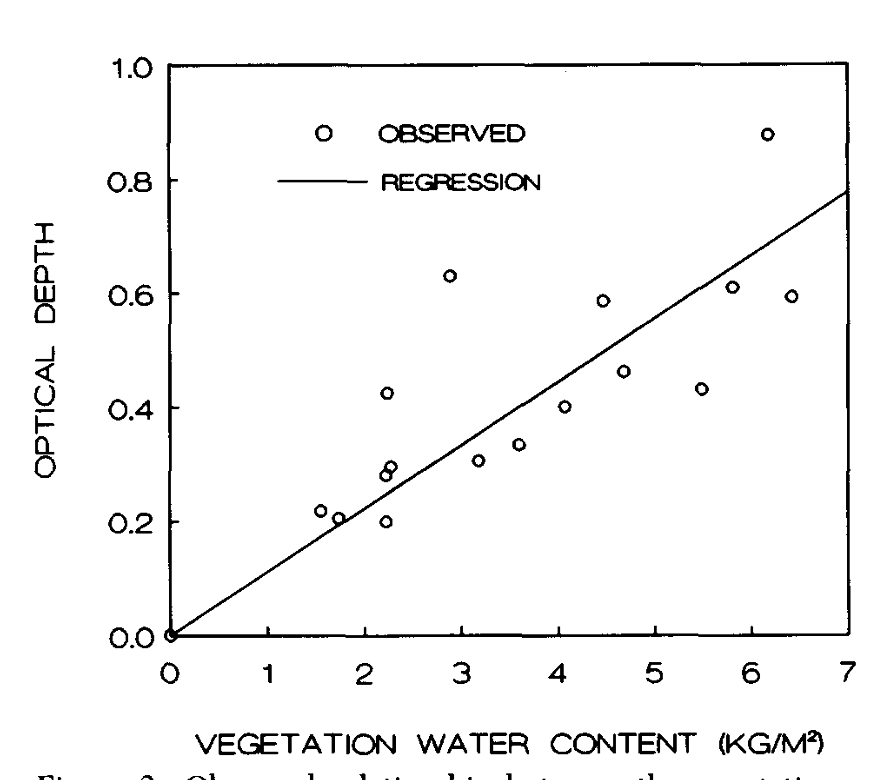 1.0
OBSERVED
0.8
REGRESSION
0.6
0.4
0.2
0.0
0 1 2 3 4 5 6 7
OPTICAL DEPTH
VEGETATION WATER CONTENT (KG/M²)